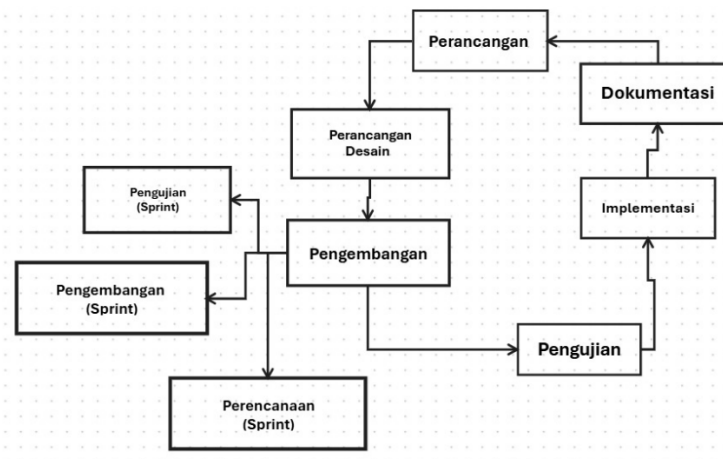 Perancangan
Dokumentasi
Perancangan
Desain
Pengujian
(Sprint)
Implementasi
Pengembangan
Pengembangan
(Sprint)
Pengujian
Perencanaan
(Sprint)